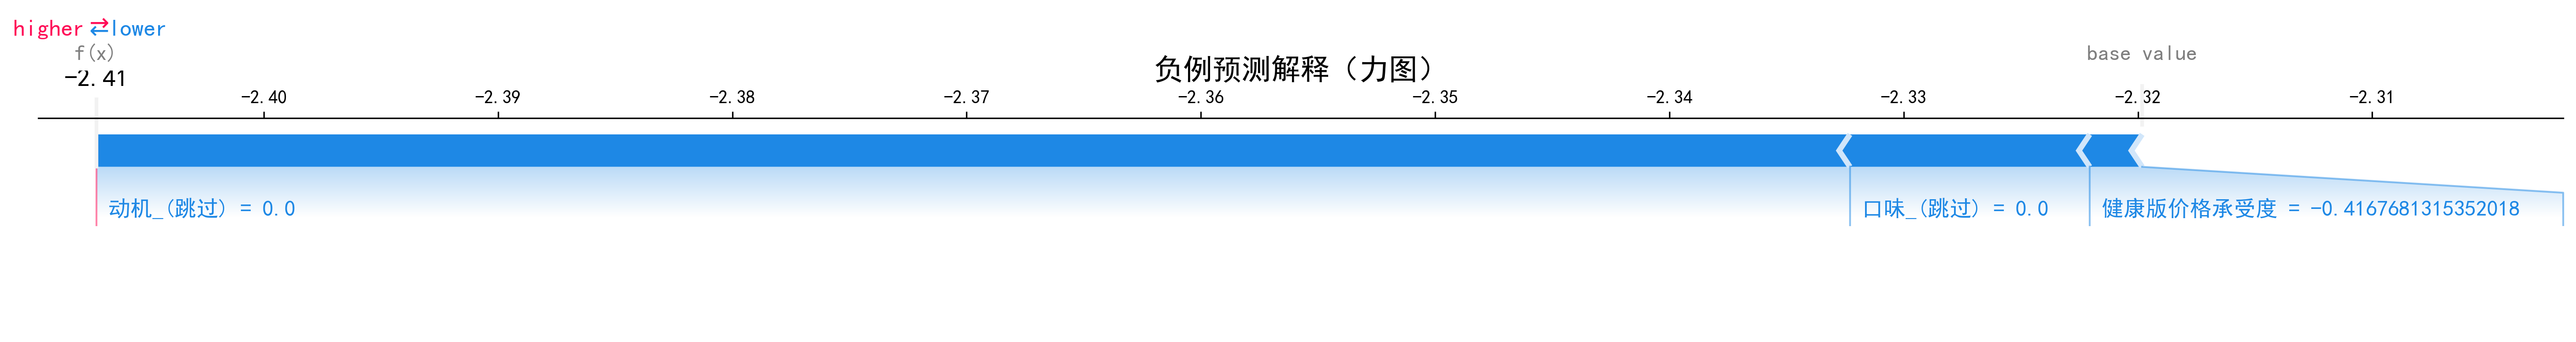 higher ⇄ lower
f(x)
base value
负例预测解释（力图）
-2.41
-2.40 -2.39 -2.38 -2.37 -2.36 -2.35 -2.34 -2.33 -2.32 -2.31
动机_(跳过) = 0.0
口味_(跳过) = 0.0
健康版价格承受度 = -0.4167681315352018